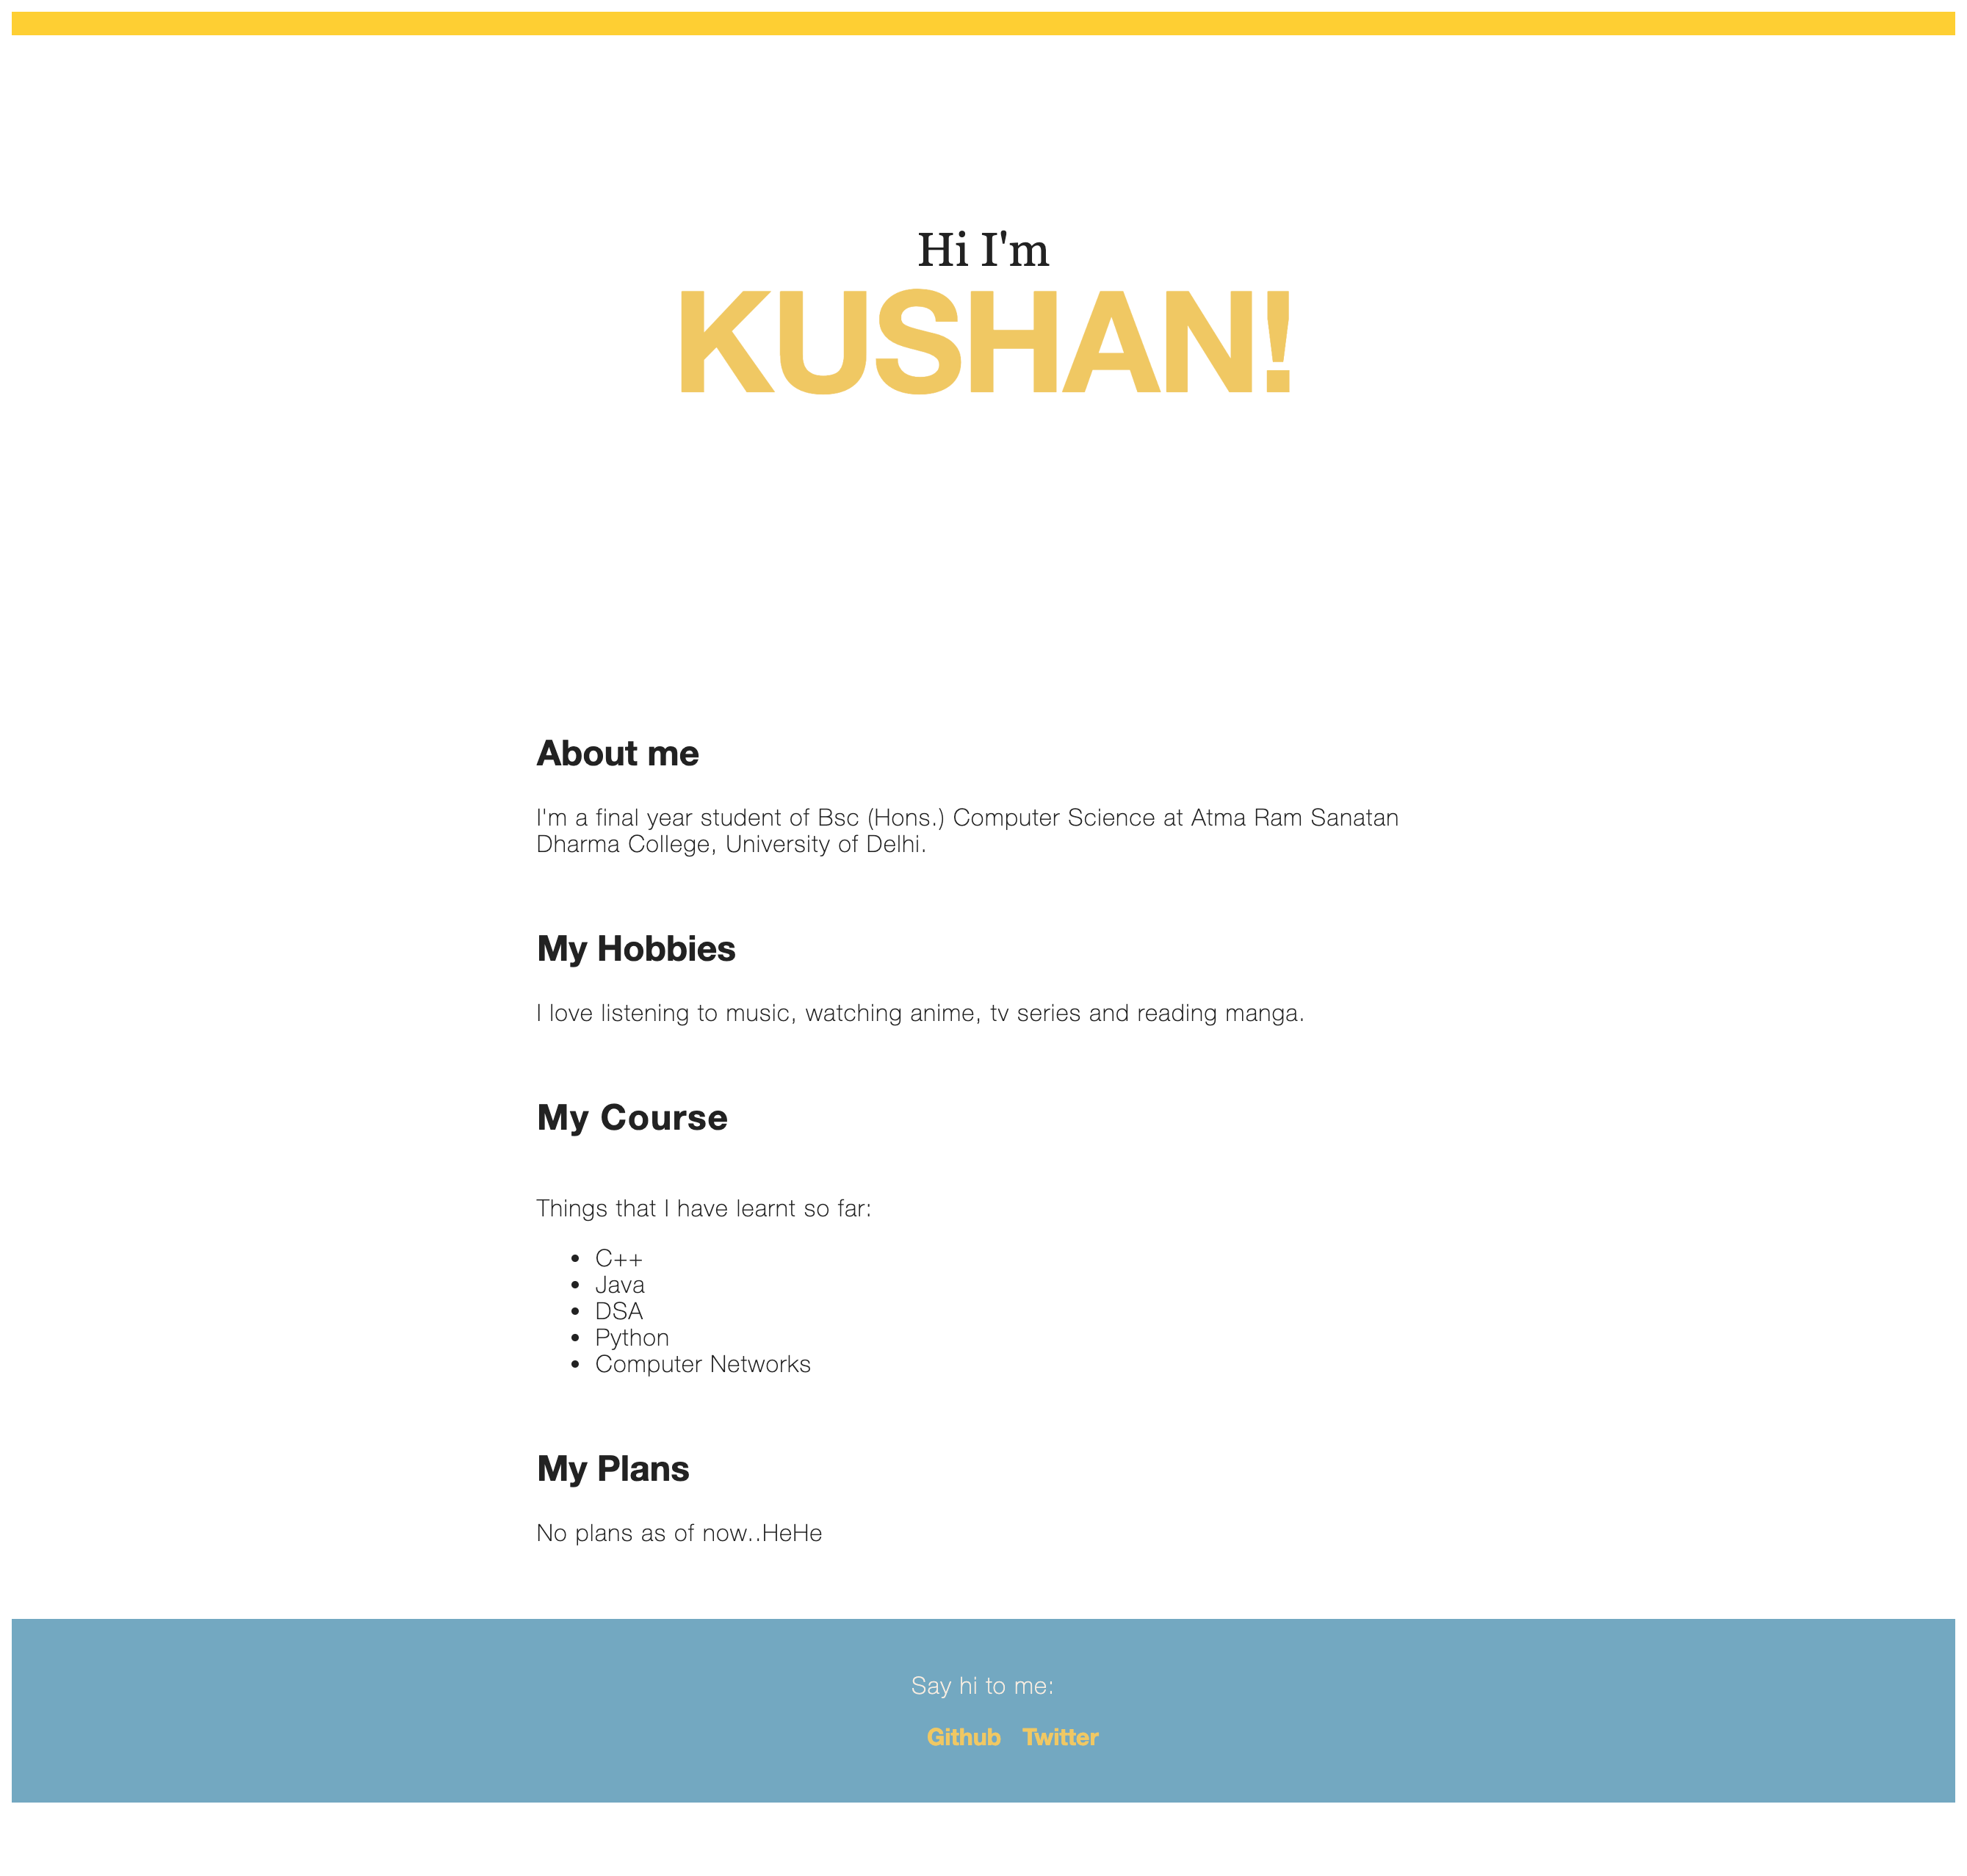 Hi I'm
KUSHAN!
About me
I'm a final year student of Bsc (Hons.) Computer Science at Atma Ram Sanatan
Dharma College, University of Delhi.
My Hobbies
I love listening to music, watching anime, tv series and reading manga.
My Course
Things that I have learnt so far:
• C++
• Java
• DSA
• Python
• Computer Networks
My Plans
No plans as of now..HeHe
Say hi to me:
Github Twitter